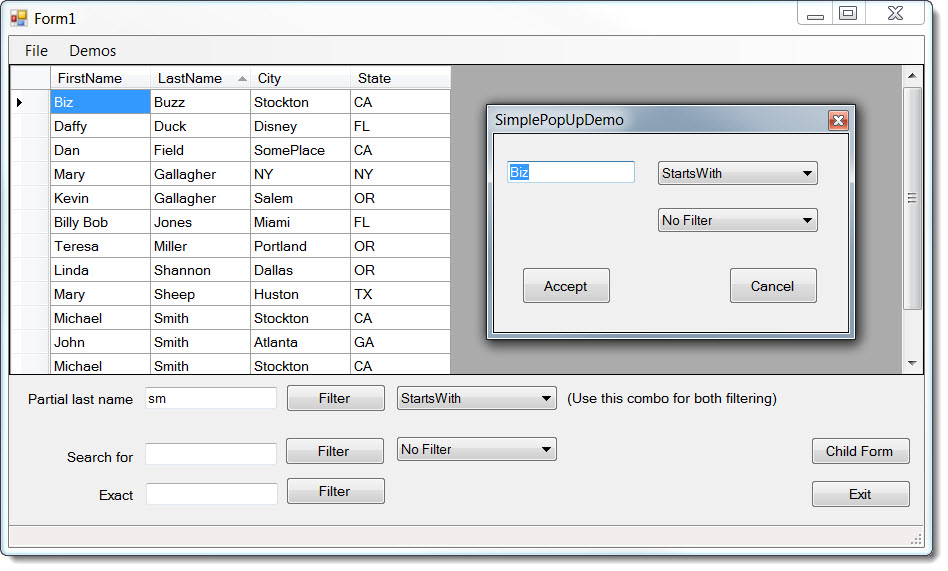 Form1
File Demos
FirstName LastName City State
Biz Buzz Stockton CA
Daffy Duck Disney FL
Dan Field SomePlace CA
Mary Gallagher NY NY
Kevin Gallagher Salem OR
Billy Bob Jones Miami FL
Teresa Miller Portland OR
Linda Shannon Dallas OR
Mary Sheep Huston TX
Michael Smith Stockton CA
John Smith Atlanta GA
Michael Smith Stockton CA
SimplePopUpDemo
Biz StartsWith
No Filter
Accept Cancel
Partial last name sm Filter StartsWith (Use this combo for both filtering)
Search for Filter No Filter Child Form
Exact Filter Exit